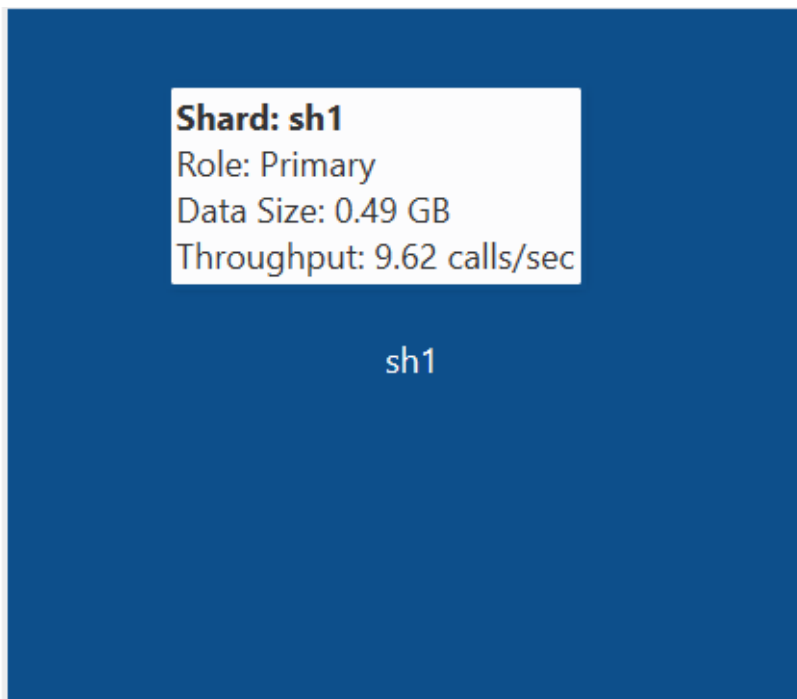 Shard: sh1
Role: Primary
Data Size: 0.49 GB
Throughput: 9.62 calls/sec
sh1